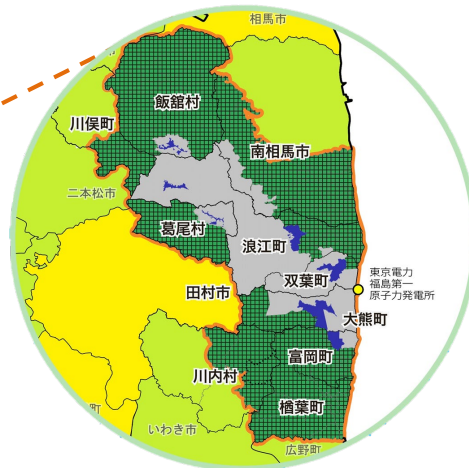 相馬市
飯舘村
川俣町
南相馬市
二本松市
葛尾村
浪江町
双葉町
東京電力
福島第一
原子力発電所
田村市
大熊町
富岡町
川内村
楢葉町
町
いわき市
広野町